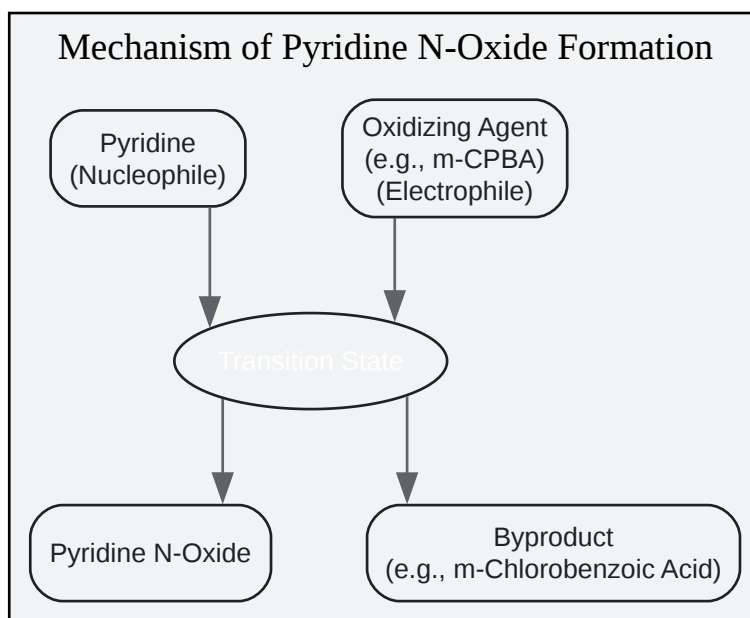 Mechanism of Pyridine N-Oxide Formation
Pyridine
(Nucleophile)
Oxidizing Agent
(e.g., m-CPBA)
(Electrophile)
Transition State
Pyridine N-Oxide
Byproduct
(e.g., m-Chlorobenzoic Acid)